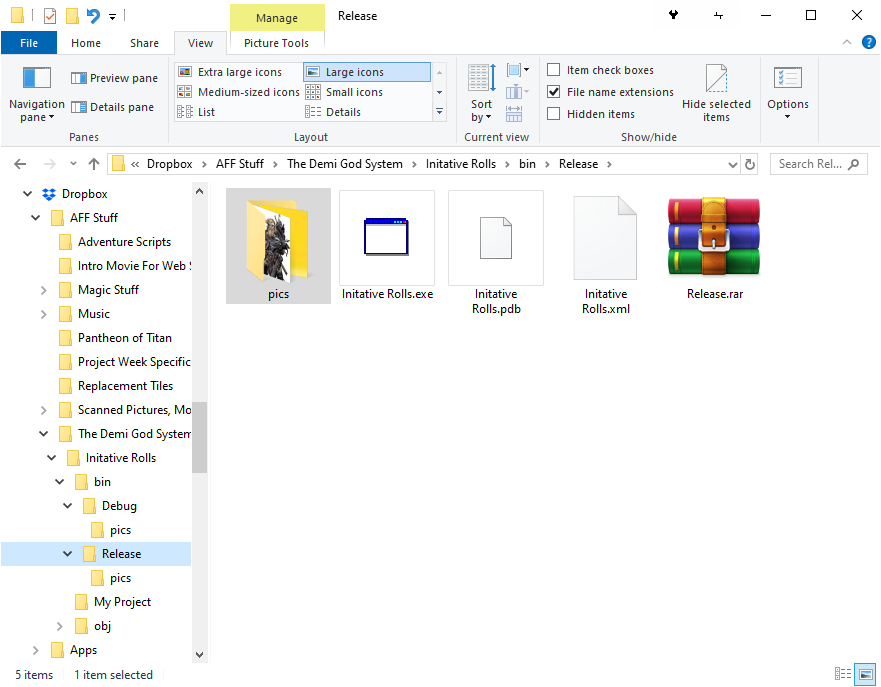 Manage
Release
File
Home
Share
View
Picture Tools
Navigation
pane
Preview pane
Details pane
Panes
Extra large icons
Large icons
Medium-sized icons
Small icons
List
Details
Layout
Sort
by
Current view
Item check boxes
File name extensions
Hidden items
Hide selected
items
Show/hide
Options
« Dropbox > AFF Stuff > The Demi God System > Initative Rolls > bin > Release >
Search Rel...
Dropbox
AFF Stuff
Adventure Scripts
Intro Movie For Web S
Magic Stuff
Music
Pantheon of Titan
Project Week Specific
Replacement Tiles
Scanned Pictures, Mo
The Demi God System
Initative Rolls
bin
Debug
pics
Release
pics
My Project
obj
Apps
pics
Initative Rolls.exe
Initative
Rolls.pdb
Initative
Rolls.xml
Release.rar
5 items
1 item selected